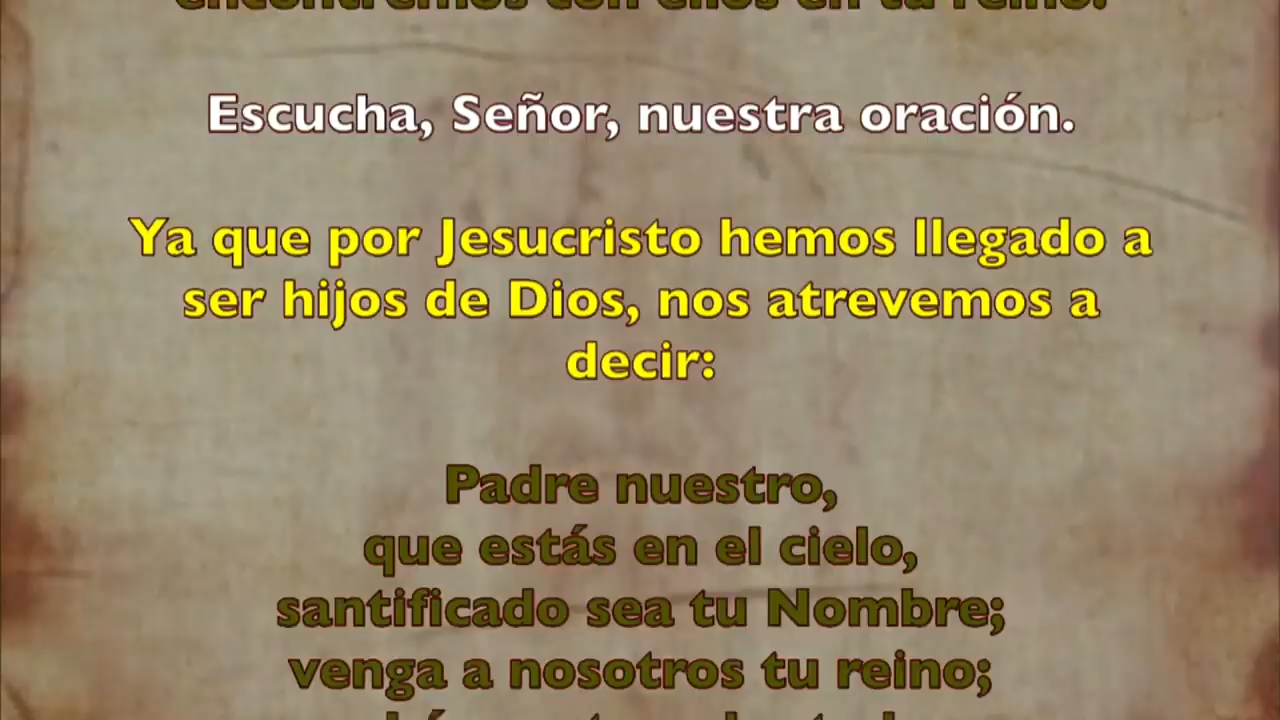 encontremos con ellos en tu reino.
Escucha, Señor, nuestra oración.
Ya que por Jesucristo hemos llegado a
ser hijos de Dios, nos atrevemos a
decir:
Padre nuestro,
que estás en el cielo,
santificado sea tu Nombre;
venga a nosotros tu reino;